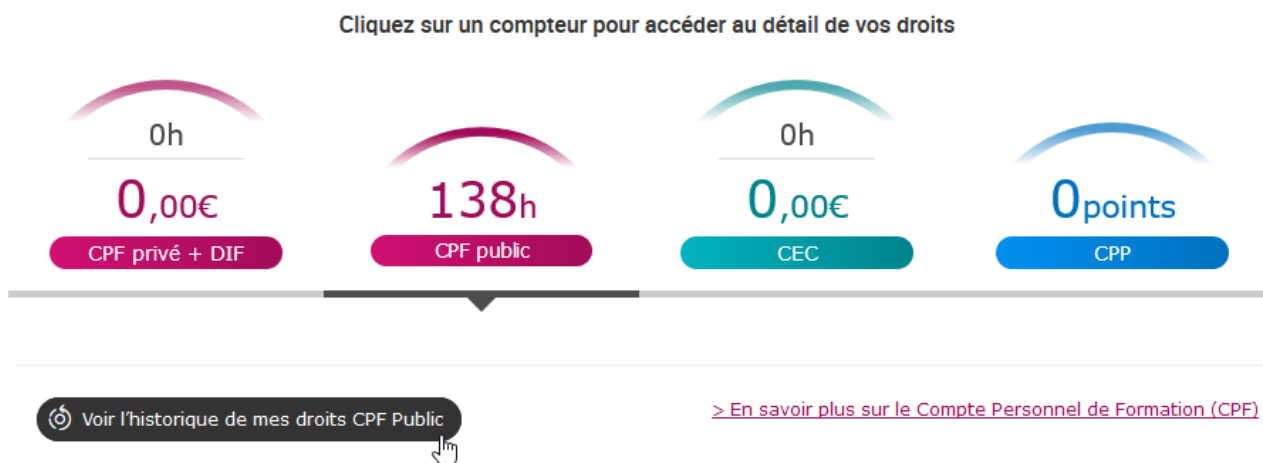 Cliquez sur un compteur pour accéder au détail de vos droits
0h
0,00€
CPF privé + DIF
138h
CPF public
0h
0,00€
CEC
0points
CPP
Voir l'historique de mes droits CPF Public
> En savoir plus sur le Compte Personnel de Formation (CPF)